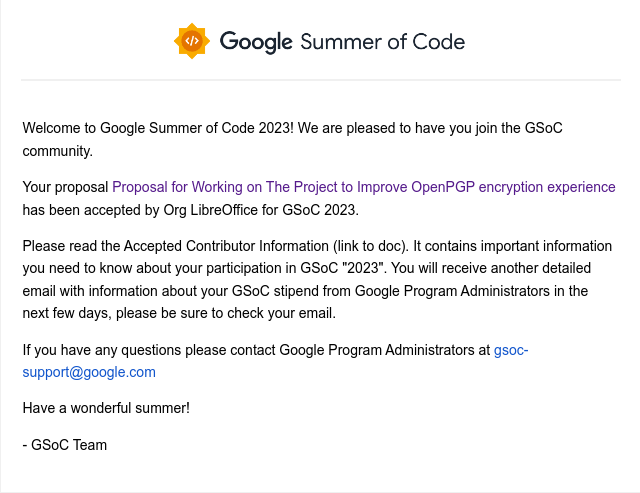 Google Summer of Code
Welcome to Google Summer of Code 2023! We are pleased to have you join the GSoC
community.
Your proposal Proposal for Working on The Project to Improve OpenPGP encryption experience
has been accepted by Org LibreOffice for GSoC 2023.
Please read the Accepted Contributor Information (link to doc). It contains important information
you need to know about your participation in GSoC "2023". You will receive another detailed
email with information about your GSoC stipend from Google Program Administrators in the
next few days, please be sure to check your email.
If you have any questions please contact Google Program Administrators at gsoc-
support@google.com
Have a wonderful summer!
- GSoC Team